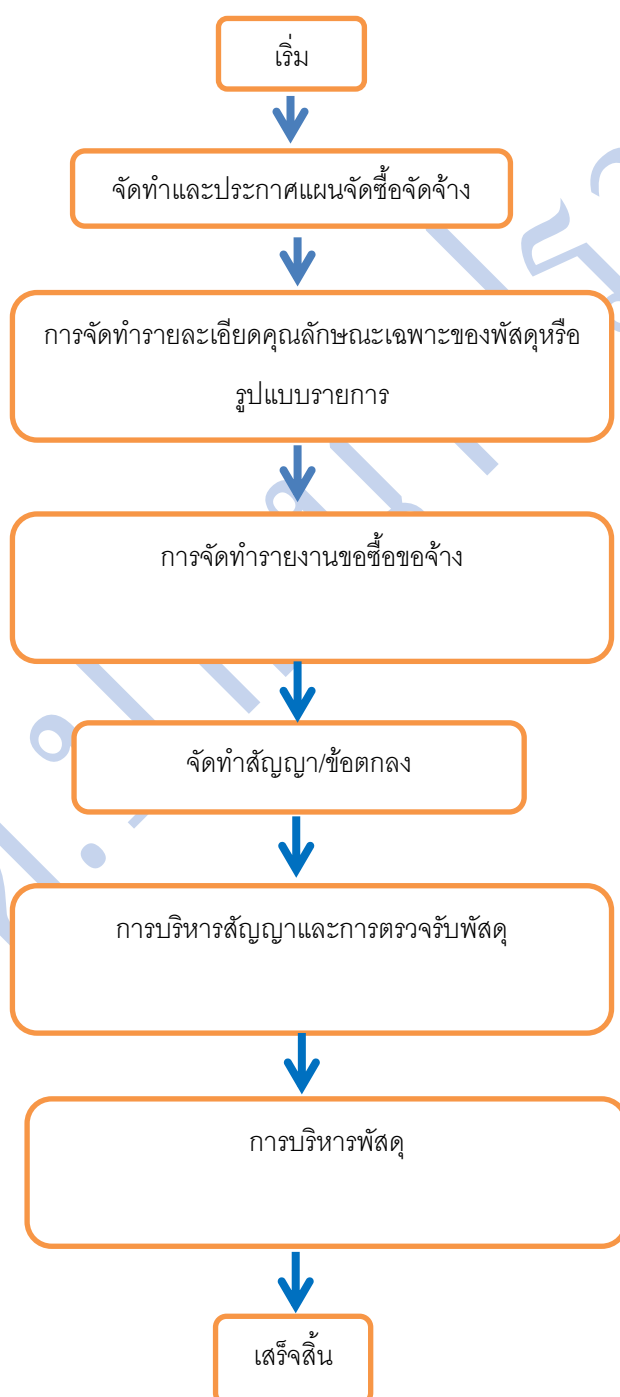 เริ่ม
จัดทำและประกาศแผนจัดซื้อจัดจ้าง
การจัดทำรายละเอียดคุณลักษณะเฉพาะของพัสดุหรือ
รูปแบบรายการ
การจัดทำรายงานขอซื้อขอจ้าง
จัดทำสัญญา/ข้อตกลง
การบริหารสัญญาและการตรวจรับพัสดุ
การบริหารพัสดุ
เสร็จสิ้น